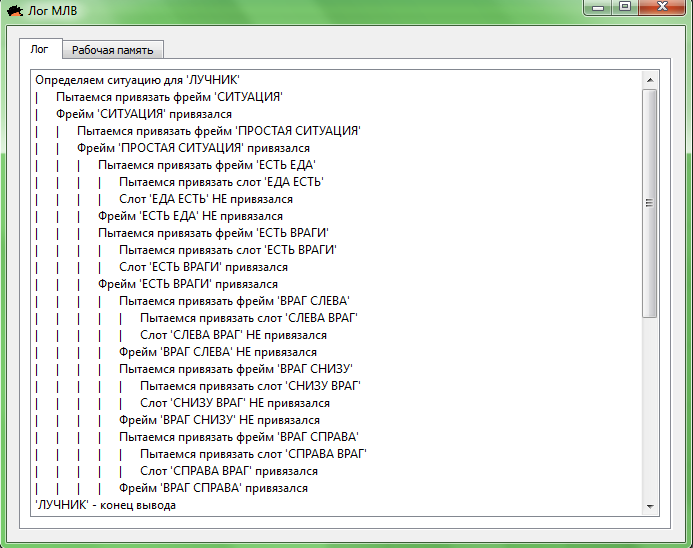 Лог МЛВ
Лог Рабочая память
Определяем ситуацию для 'ЛУЧНИК'
| Пытаемся привязать фрейм 'СИТУАЦИЯ'
| Фрейм 'СИТУАЦИЯ' привязался
| | Пытаемся привязать фрейм 'ПРОСТАЯ СИТУАЦИЯ'
| | Фрейм 'ПРОСТАЯ СИТУАЦИЯ' привязался
| | | Пытаемся привязать фрейм 'ЕСТЬ ЕДА'
| | | | Пытаемся привязать слот 'ЕДА ЕСТЬ'
| | | | Слот 'ЕДА ЕСТЬ' НЕ привязался
| | | Фрейм 'ЕСТЬ ЕДА' НЕ привязался
| | | Пытаемся привязать фрейм 'ЕСТЬ ВРАГИ'
| | | | Пытаемся привязать слот 'ЕСТЬ ВРАГИ'
| | | | Слот 'ЕСТЬ ВРАГИ' привязался
| | | Фрейм 'ЕСТЬ ВРАГИ' привязался
| | | | Пытаемся привязать фрейм 'ВРАГ СЛЕВА'
| | | | | Пытаемся привязать слот 'СЛЕВА ВРАГ'
| | | | | Слот 'СЛЕВА ВРАГ' НЕ привязался
| | | | Фрейм 'ВРАГ СЛЕВА' НЕ привязался
| | | | Пытаемся привязать фрейм 'ВРАГ СНИЗУ'
| | | | | Пытаемся привязать слот 'СНИЗУ ВРАГ'
| | | | | Слот 'СНИЗУ ВРАГ' НЕ привязался
| | | | Фрейм 'ВРАГ СНИЗУ' НЕ привязался
| | | | Пытаемся привязать фрейм 'ВРАГ СПРАВА'
| | | | | Пытаемся привязать слот 'СПРАВА ВРАГ'
| | | | | Слот 'СПРАВА ВРАГ' привязался
| | | | Фрейм 'ВРАГ СПРАВА' привязался
'ЛУЧНИК' - конец вывода